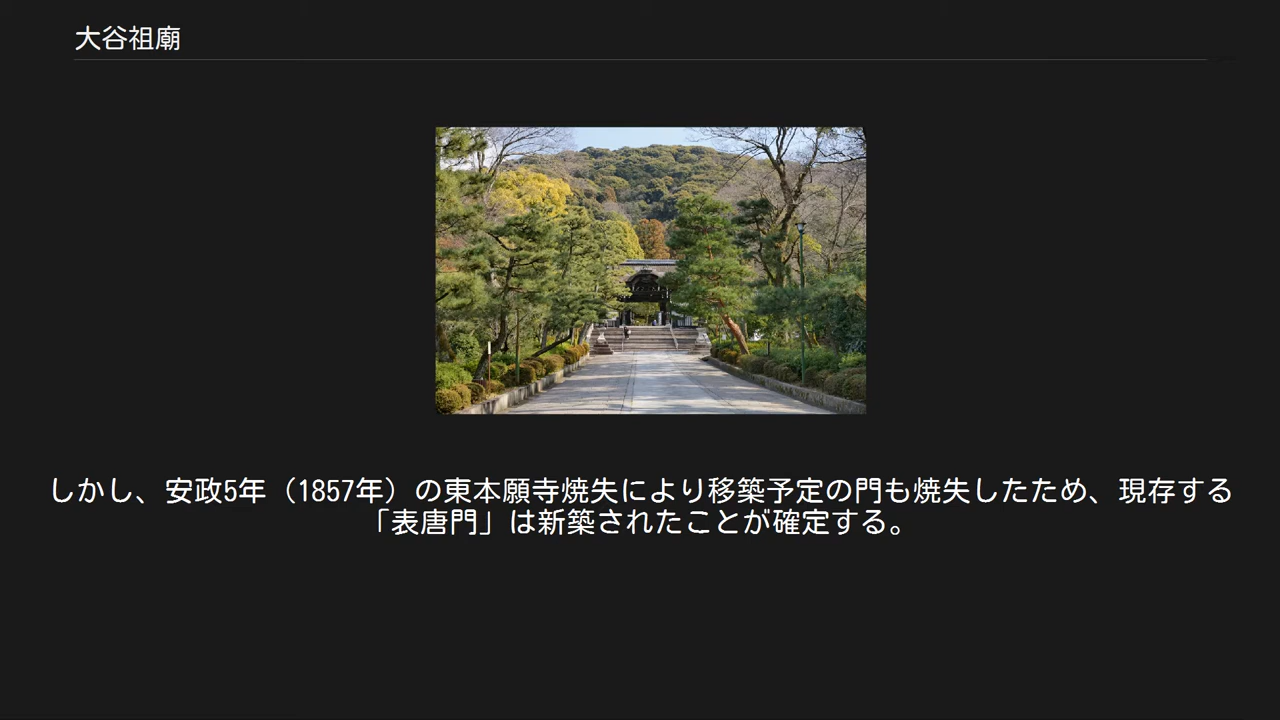 大谷祖廟
しかし、安政5年（1857年）の東本願寺焼失により移築予定の門も焼失したため、現存する
「表唐門」は新築されたことが確定する。